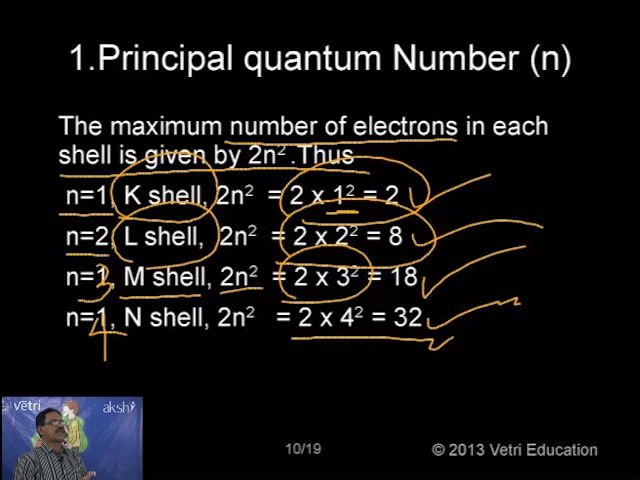 1.Principal quantum Number (n)
The maximum number of electrons in each
shell is given by 2n² .Thus
n=1, K shell, 2n² = 2 x 1² = 2
n=2, L shell, 2n² = 2 x 2² = 8
n=1, M shell, 2n² = 2 x 3² = 18
3
n=1, N shell, 2n² = 2 x 4² = 32
4
vetri
10/19
© 2013 Vetri Education